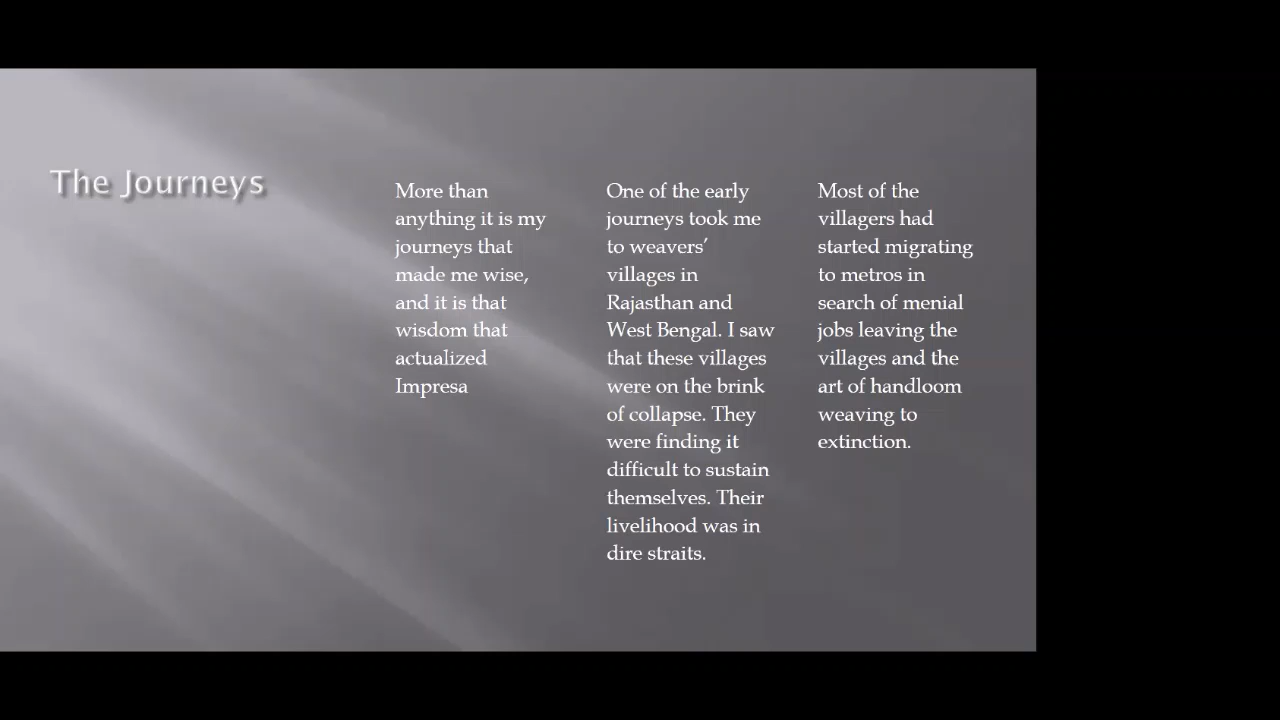 The Journeys
More than
anything it is my
journeys that
made me wise,
and it is that
wisdom that
actualized
Impresa
One of the early
journeys took me
to weavers’
villages in
Rajasthan and
West Bengal. I saw
that these villages
were on the brink
of collapse. They
were finding it
difficult to sustain
themselves. Their
livelihood was in
dire straits.
Most of the
villagers had
started migrating
to metros in
search of menial
jobs leaving the
villages and the
art of handloom
weaving to
extinction.